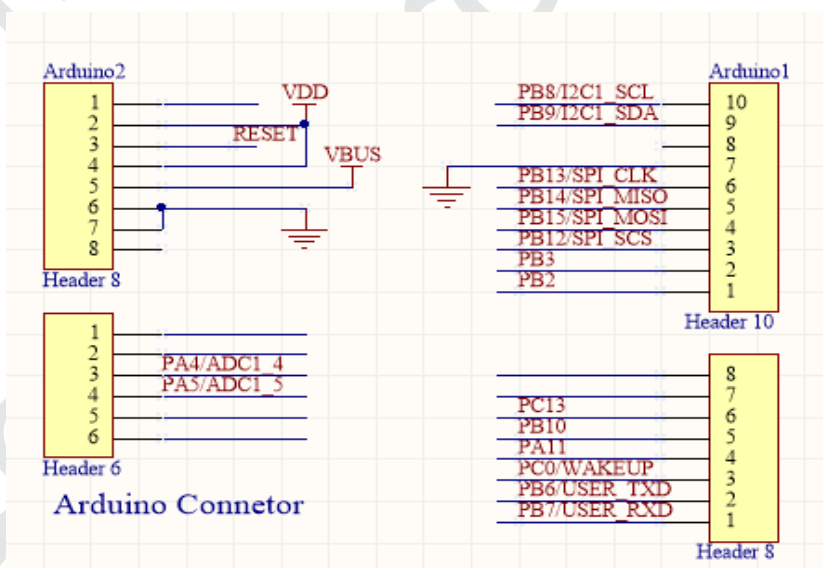 Arduino2
1
2
3
4
5
6
7
8
Header 8
VDD
RESET
VBUS
1
2
3
4
5
6
Header 6
PA4/ADC1_4
PA5/ADC1_5
Arduino Connetor
Arduino1
PB8/I2C1_SCL
10
PB9/I2C1_SDA
9
8
7
PB13/SPI_CLK
6
PB14/SPI_MISO
5
PB15/SPI_MOSI
4
PB12/SPI_SCS
3
PB3
2
PB2
1
Header 10
8
7
PC13
6
PB10
5
PA11
4
PC0/WAKEUP
3
PB6/USER_TXD
2
PB7/USER_RXD
1
Header 8